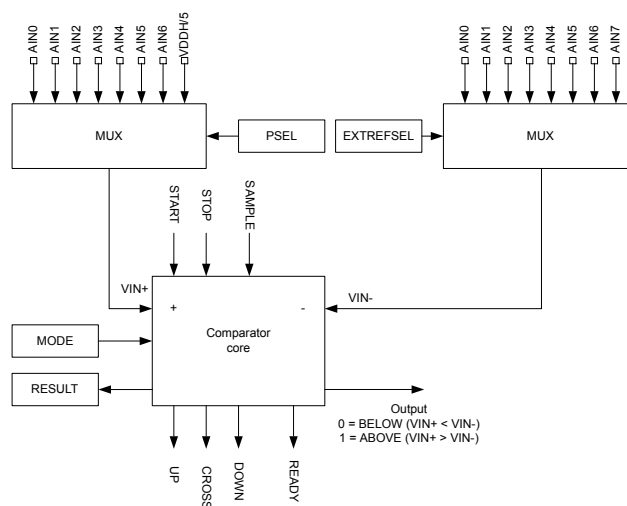 AIN0
AIN1
AIN2
AIN3
AIN4
AIN5
AIN6
VDDH/5
AIN0
AIN1
AIN2
AIN3
AIN4
AIN5
AIN6
AIN7
MUX
PSEL
EXTREFSEL
MUX
START
STOP
SAMPLE
VIN+
VIN-
+
-
MODE
Comparator
core
RESULT
Output
0 = BELOW (VIN+ < VIN-)
1 = ABOVE (VIN+ > VIN-)
UP
CROSS
DOWN
READY